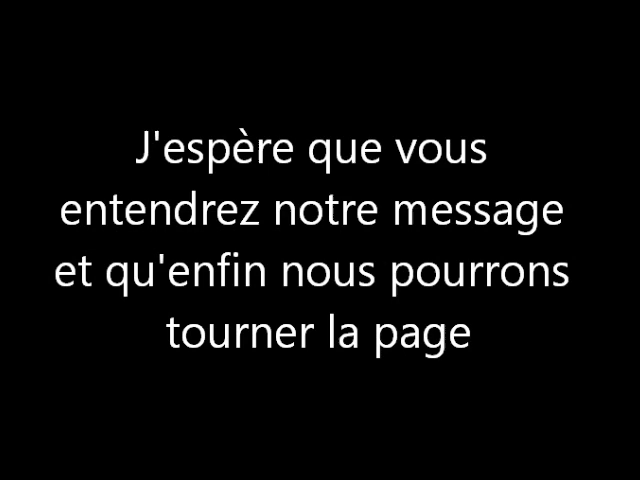 J'espère que vous
entendrez notre message
et qu'enfin nous pourrons
tourner la page